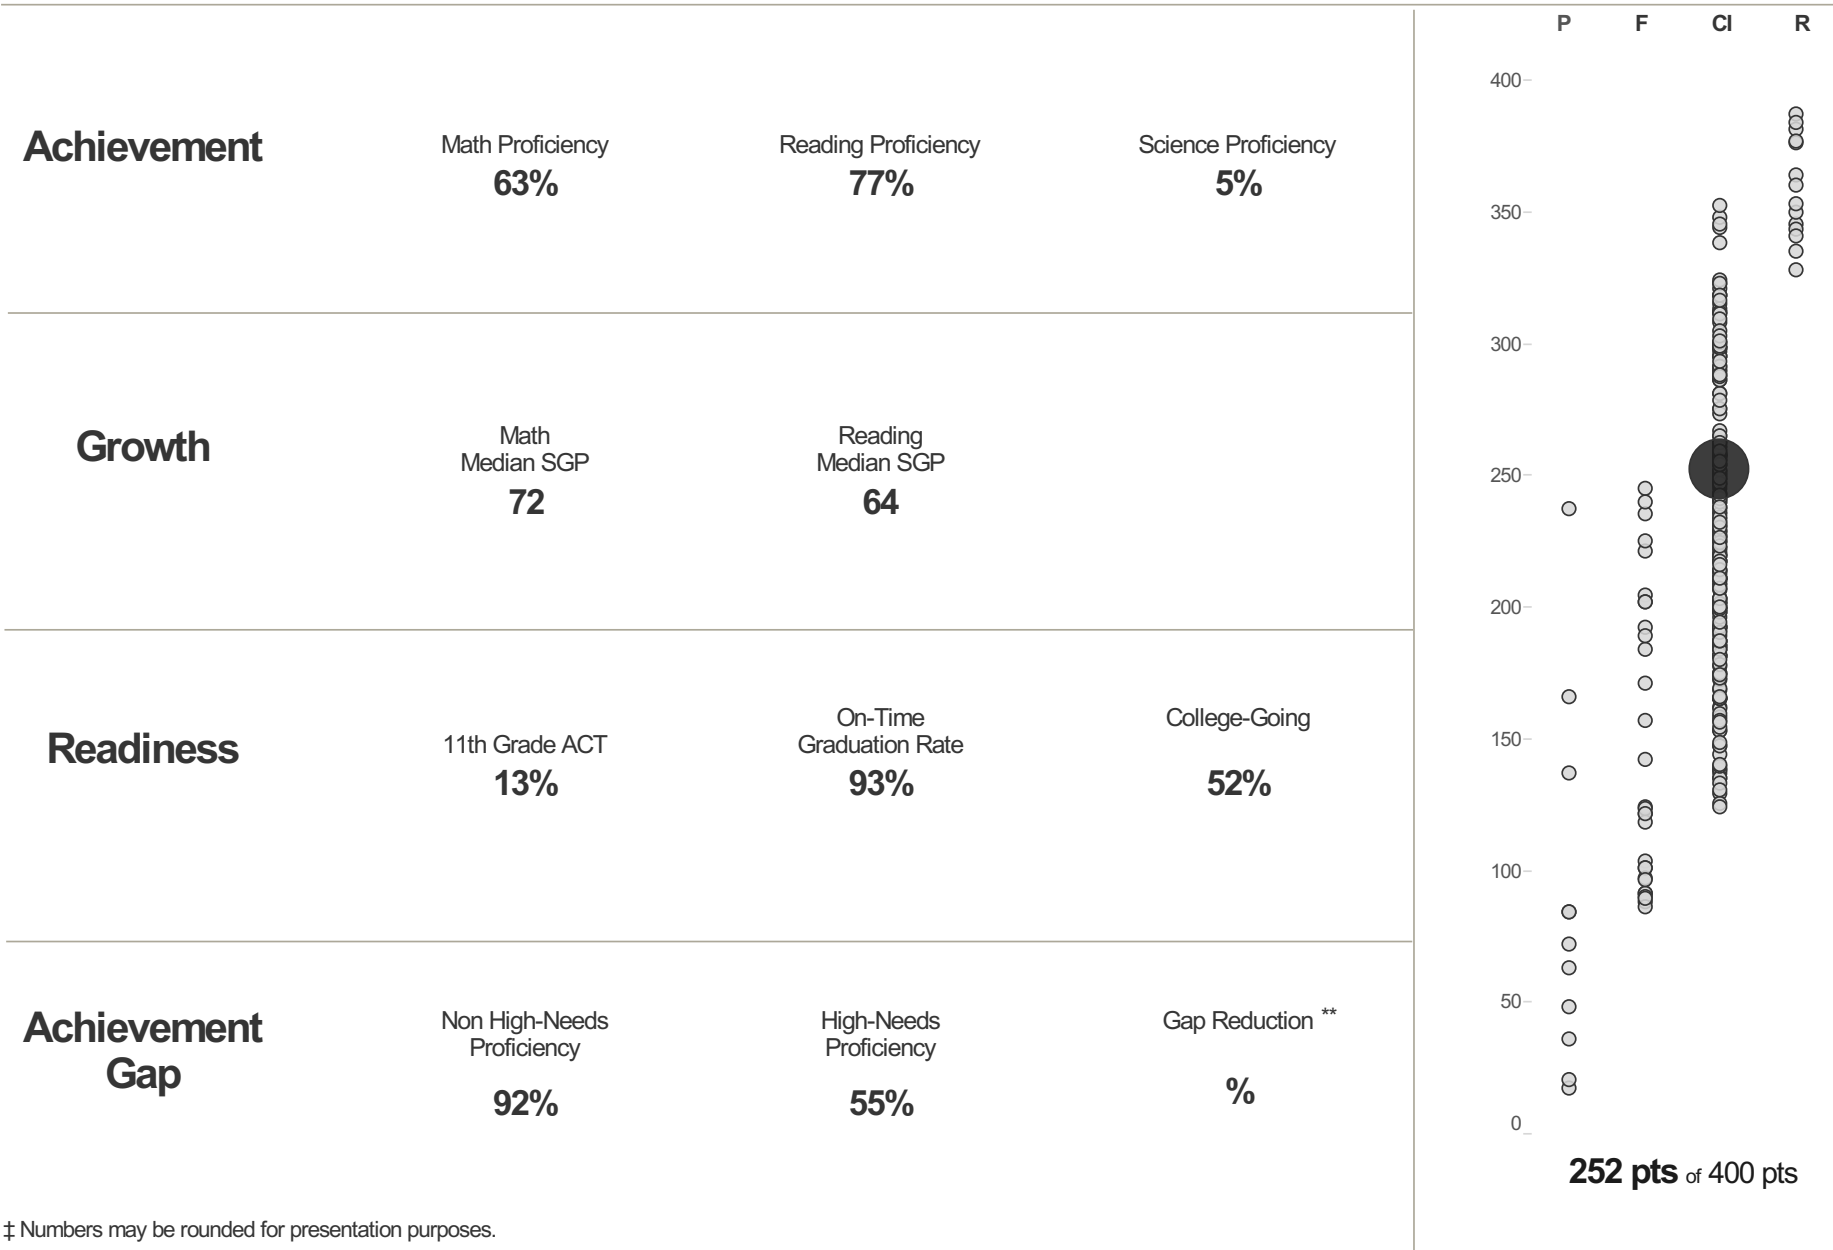 P F CI R
Achievement
Math Proficiency
63%
Reading Proficiency
77%
Science Proficiency
5%
Growth
Math
Median SGP
72
Reading
Median SGP
64
Readiness
11th Grade ACT
13%
On-Time
Graduation Rate
93%
College-Going
52%
Achievement
Gap
Non High-Needs
Proficiency
92%
High-Needs
Proficiency
55%
Gap Reduction **
%
400
350
300
250
200
150
100
50
0
252 pts of 400 pts
‡ Numbers may be rounded for presentation purposes.